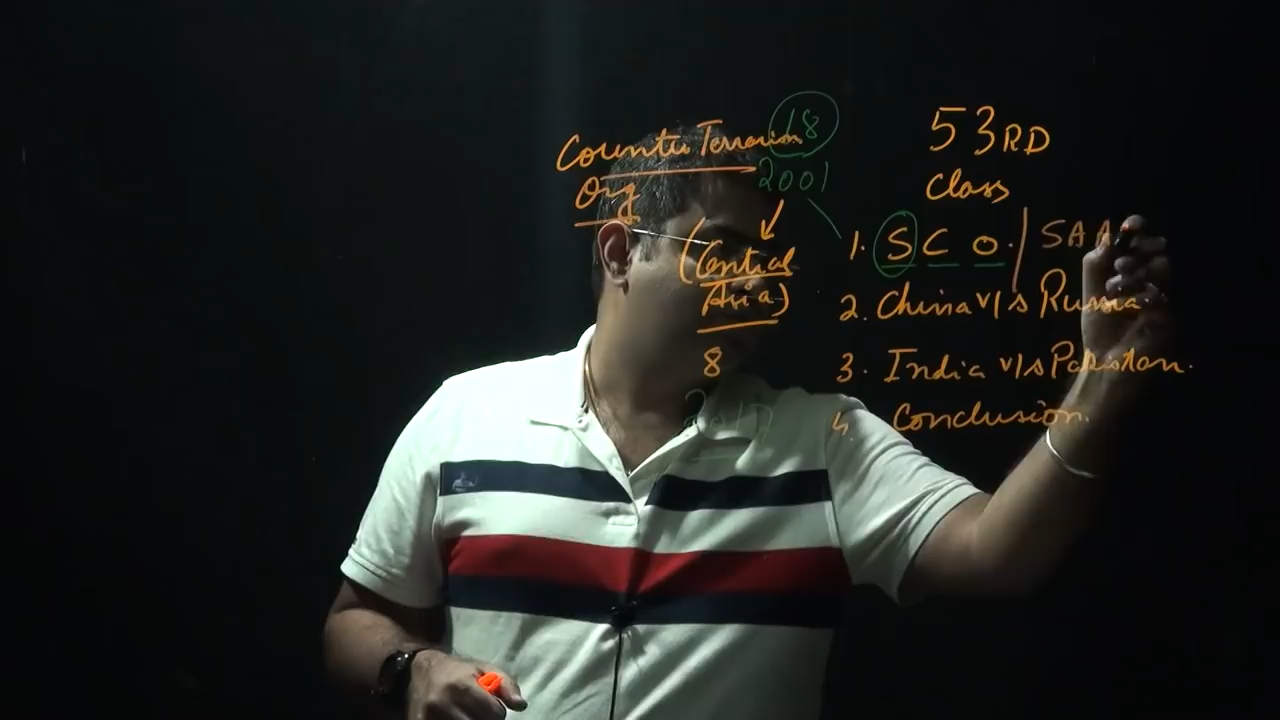 18
Counter Terrorism
Org
2001
(Central
Asia)
8
2017
53RD
Class
1. SCO. / SAA
2. China v/s Russia.
3. India v/s Pakistan.
4. Conclusion.